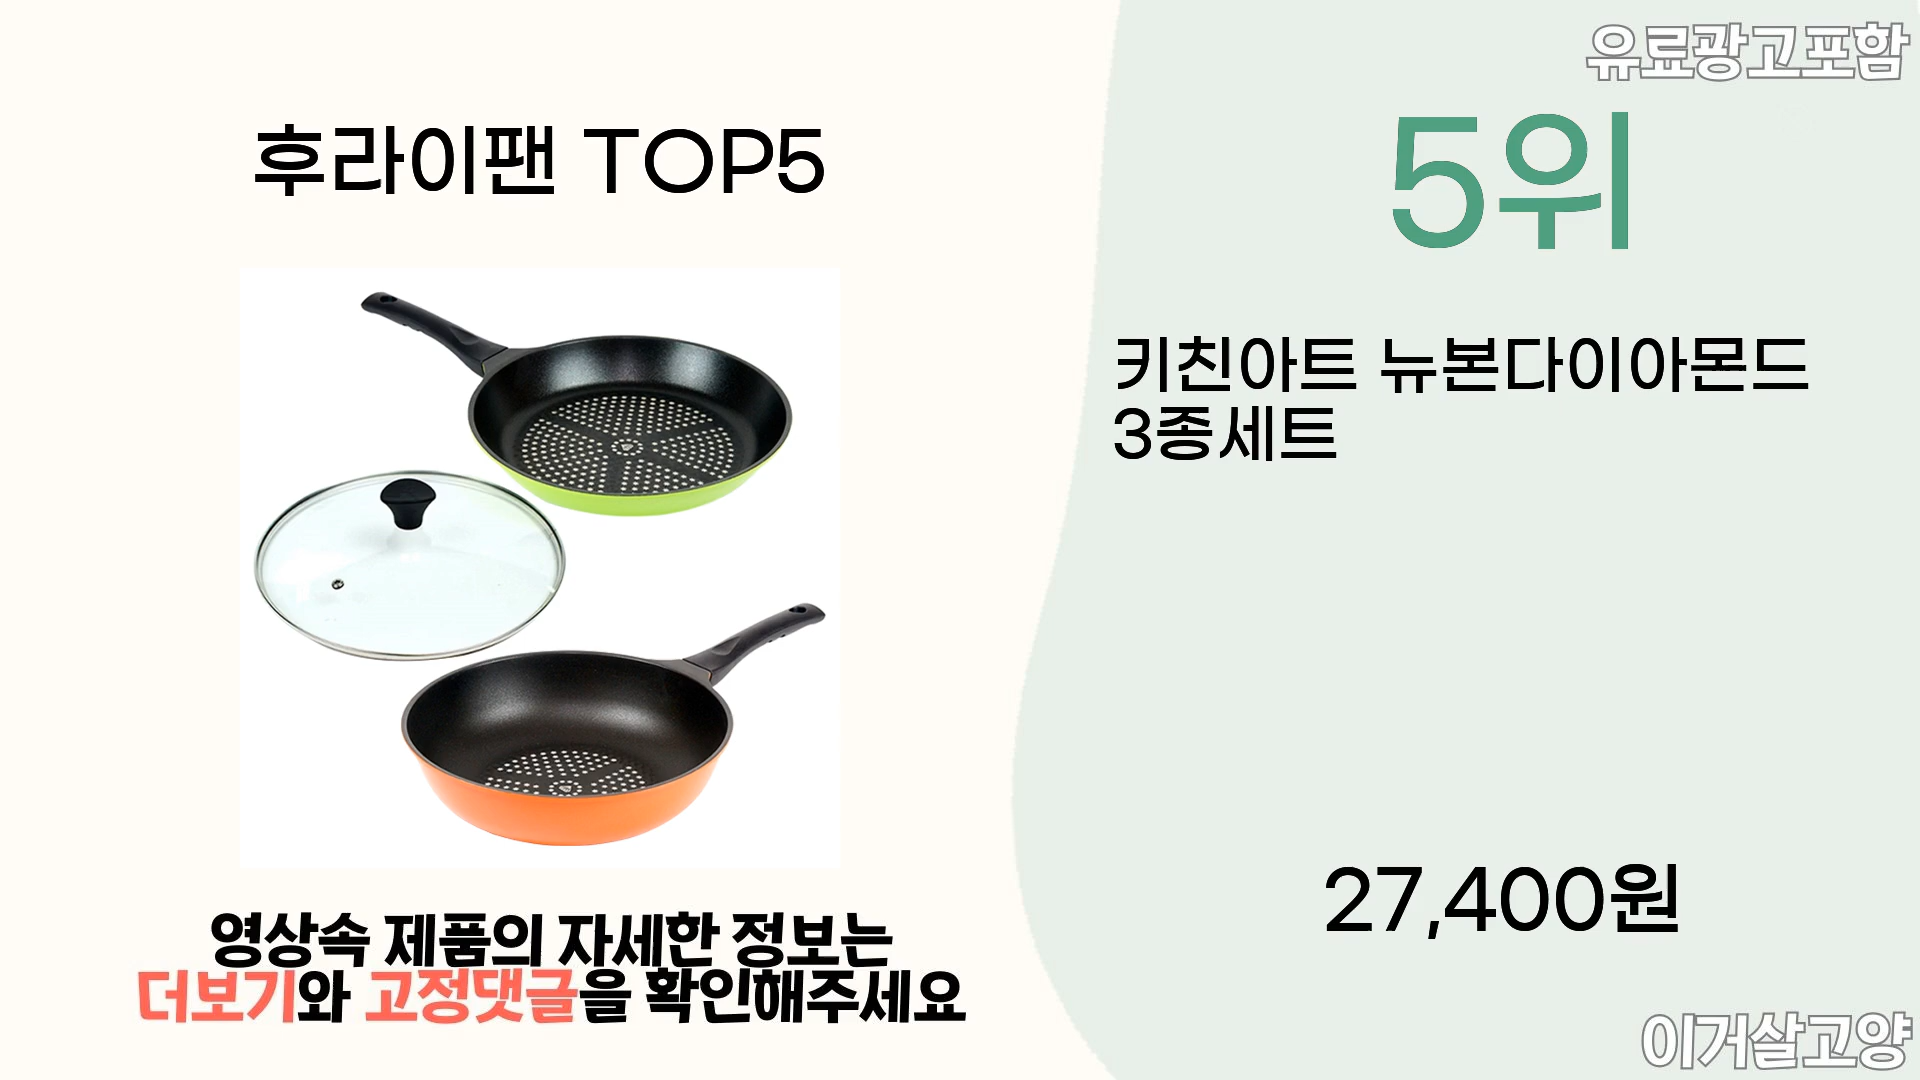 유료광고포함
후라이팬 TOP5
5위
키친아트 뉴본다이아몬드
3종세트
27,400원
영상속 제품의 자세한 정보는
더보기와 고정댓글을 확인해주세요
이거살고양